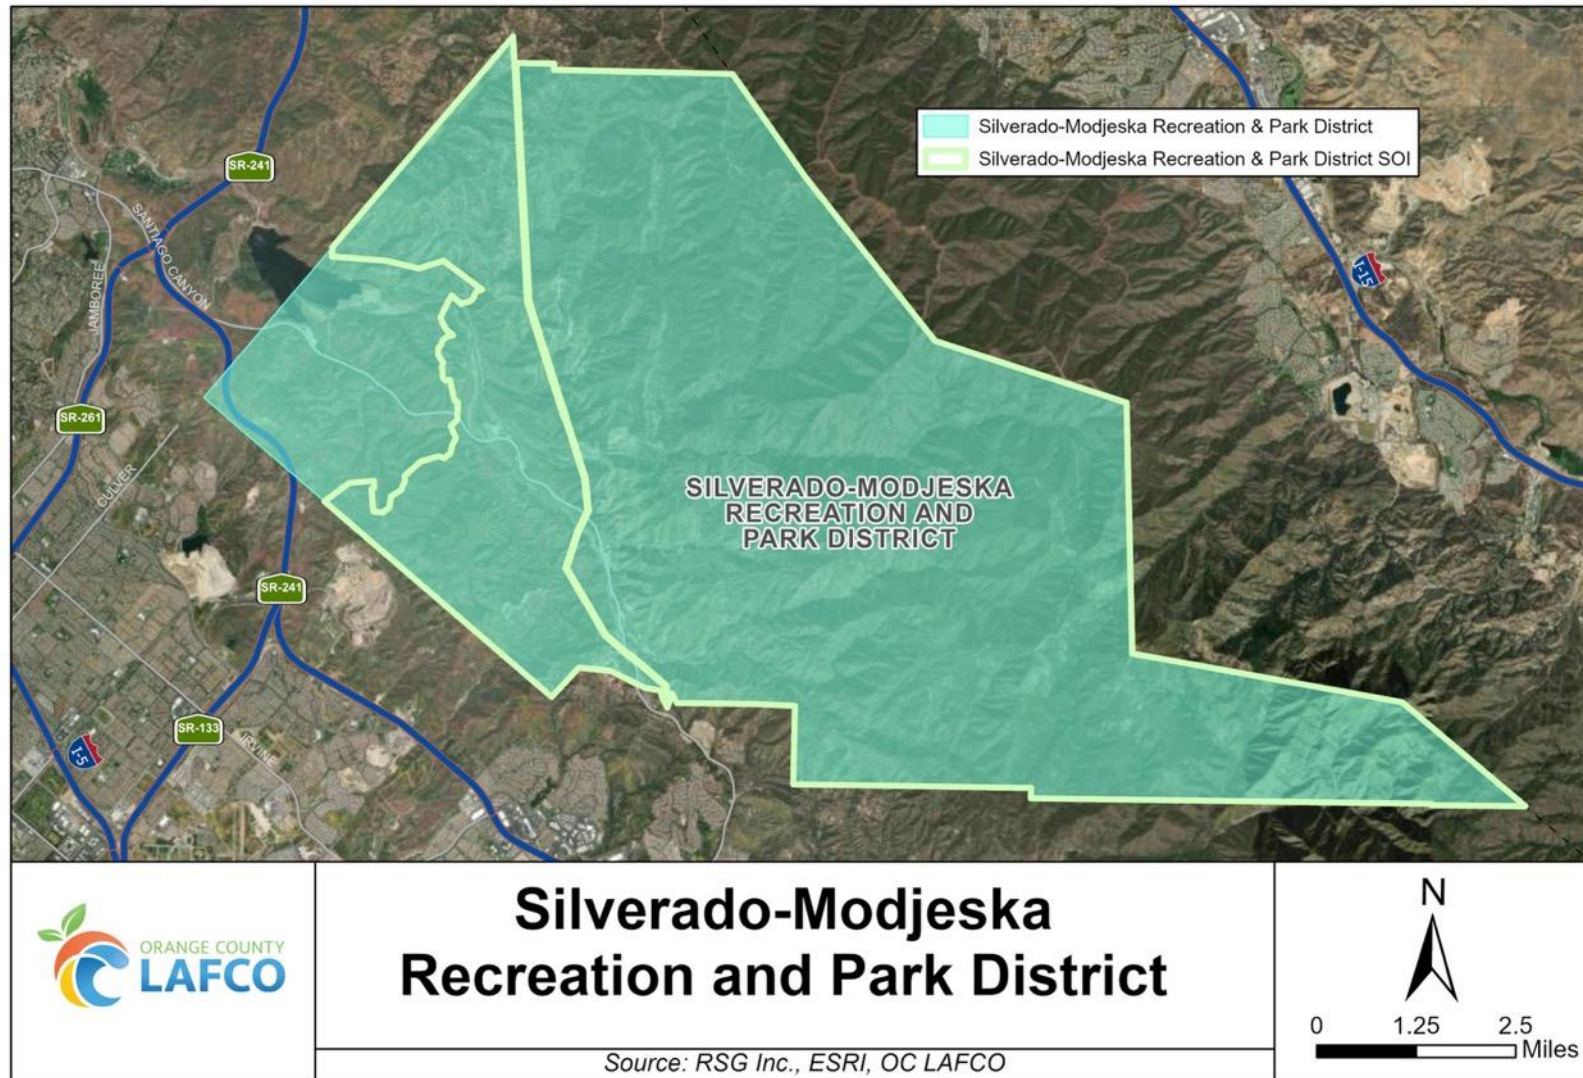 Silverado-Modjeska Recreation & Park District
Silverado-Modjeska Recreation & Park District SOI
SR-241
SANTIAGO CANYON
JAMBOREE
I-15
SR-261
CULVER
SILVERADO-MODJESKA
RECREATION AND
PARK DISTRICT
SR-241
SR-133
IRVINE
I-5
ORANGE COUNTY
LAFCO
Silverado-Modjeska
Recreation and Park District
Source: RSG Inc., ESRI, OC LAFCO
N
0 1.25 2.5
Miles